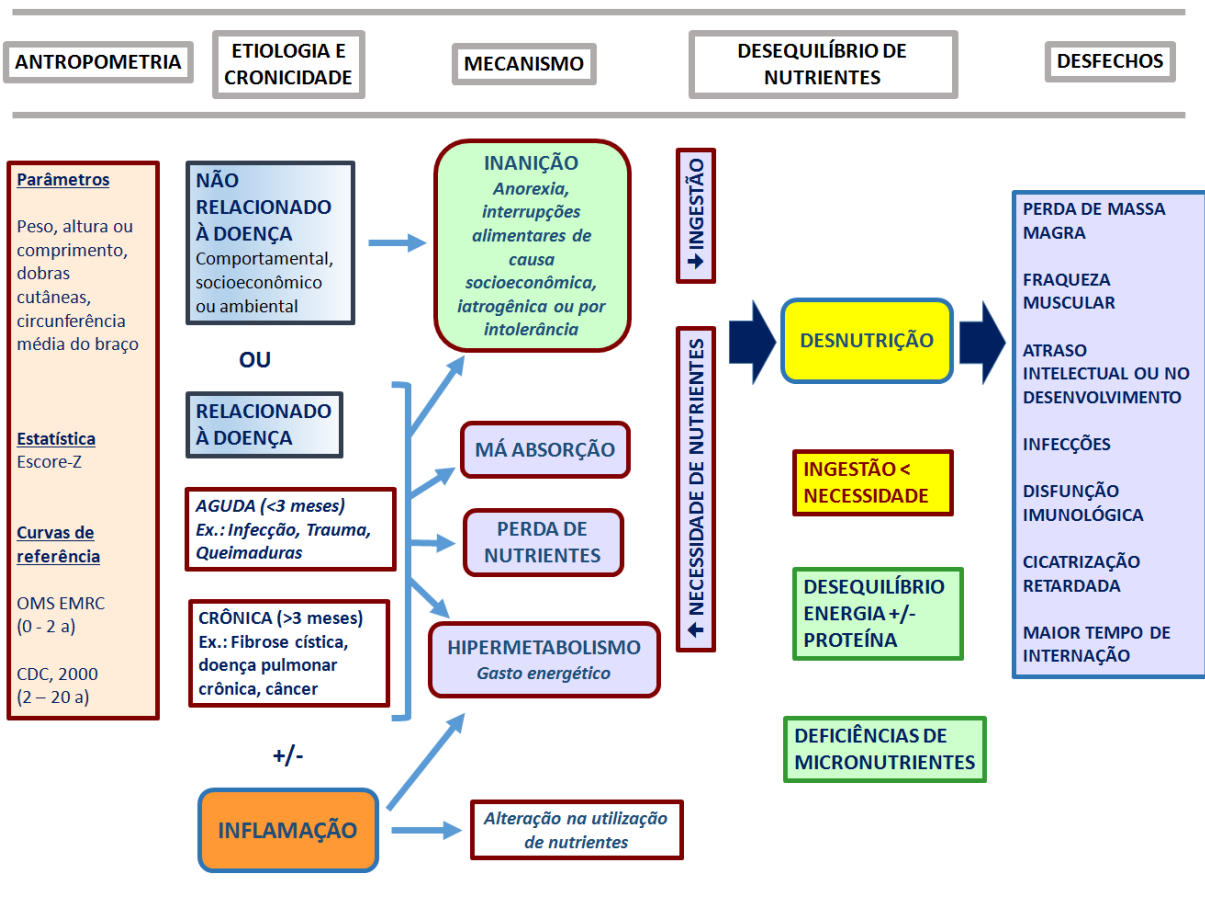 ANTROPOMETRIA
ETIOLOGIA E
CRONICIDADE
MECANISMO
DESEQUILÍBRIO DE
NUTRIENTES
DESFECHOS
Parâmetros
Peso, altura ou
comprimento,
dobras
cutâneas,
circunferência
média do braço
Estatística
Escore-Z
Curvas de
referência
OMS EMRC
(0 - 2 a)
CDC, 2000
(2 – 20 a)
NÃO
RELACIONADO
À DOENÇA
Comportamental,
socioeconômico
ou ambiental
OU
RELACIONADO
À DOENÇA
AGUDA (<3 meses)
Ex.: Infecção, Trauma,
Queimaduras
CRÔNICA (>3 meses)
Ex.: Fibrose cística,
doença pulmonar
crônica, câncer
+/-
INFLAMAÇÃO
INANIÇÃO
Anorexia,
interrupções
alimentares de
causa
socioeconômica,
iatrogênica ou por
intolerância
MÁ ABSORÇÃO
PERDA DE
NUTRIENTES
HIPERMETABOLISMO
Gasto energético
Alteração na utilização
de nutrientes
🡻 INGESTÃO
🡹 NECESSIDADE DE NUTRIENTES
DESNUTRIÇÃO
INGESTÃO <
NECESSIDADE
DESEQUILÍBRIO
ENERGIA +/-
PROTEÍNA
DEFICIÊNCIAS DE
MICRONUTRIENTES
PERDA DE MASSA
MAGRA
FRAQUEZA
MUSCULAR
ATRASO
INTELECTUAL OU NO
DESENVOLVIMENTO
INFECÇÕES
DISFUNÇÃO
IMUNOLÓGICA
CICATRIZAÇÃO
RETARDADA
MAIOR TEMPO DE
INTERNAÇÃO